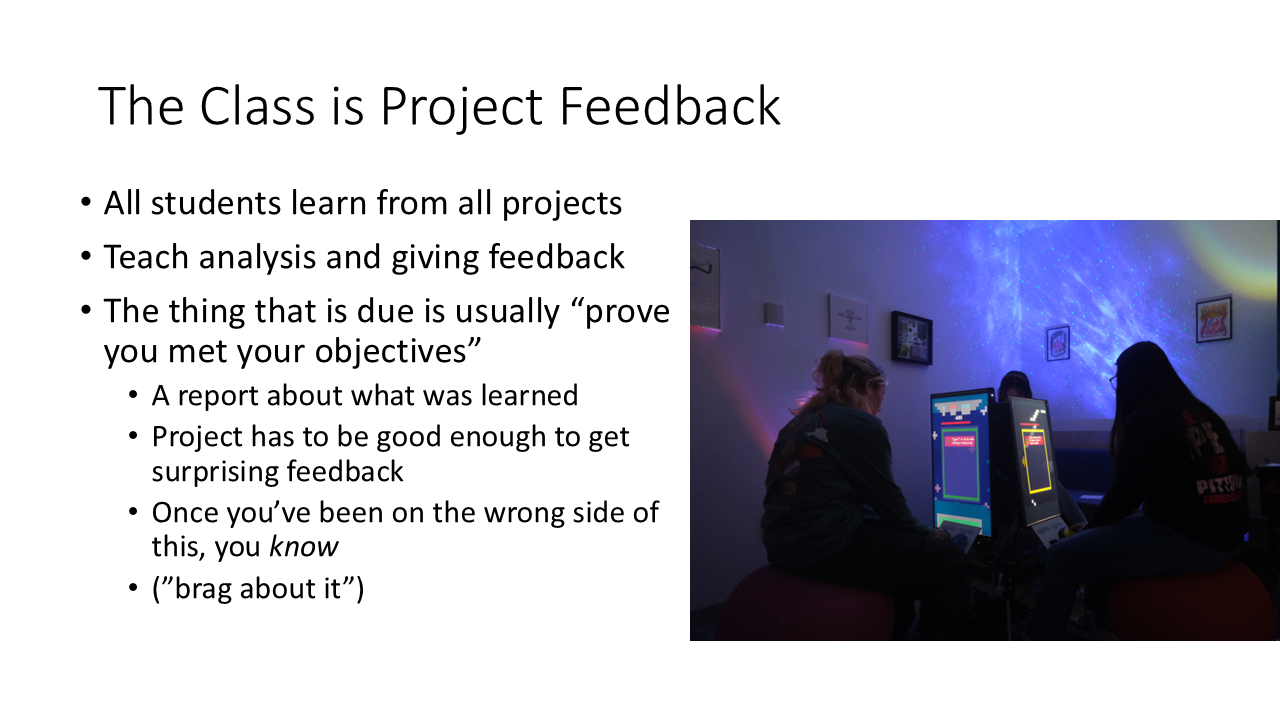 The Class is Project Feedback
• All students learn from all projects
• Teach analysis and giving feedback
• The thing that is due is usually “prove
you met your objectives”
• A report about what was learned
• Project has to be good enough to get
surprising feedback
• Once you’ve been on the wrong side of
this, you know
• (”brag about it”)